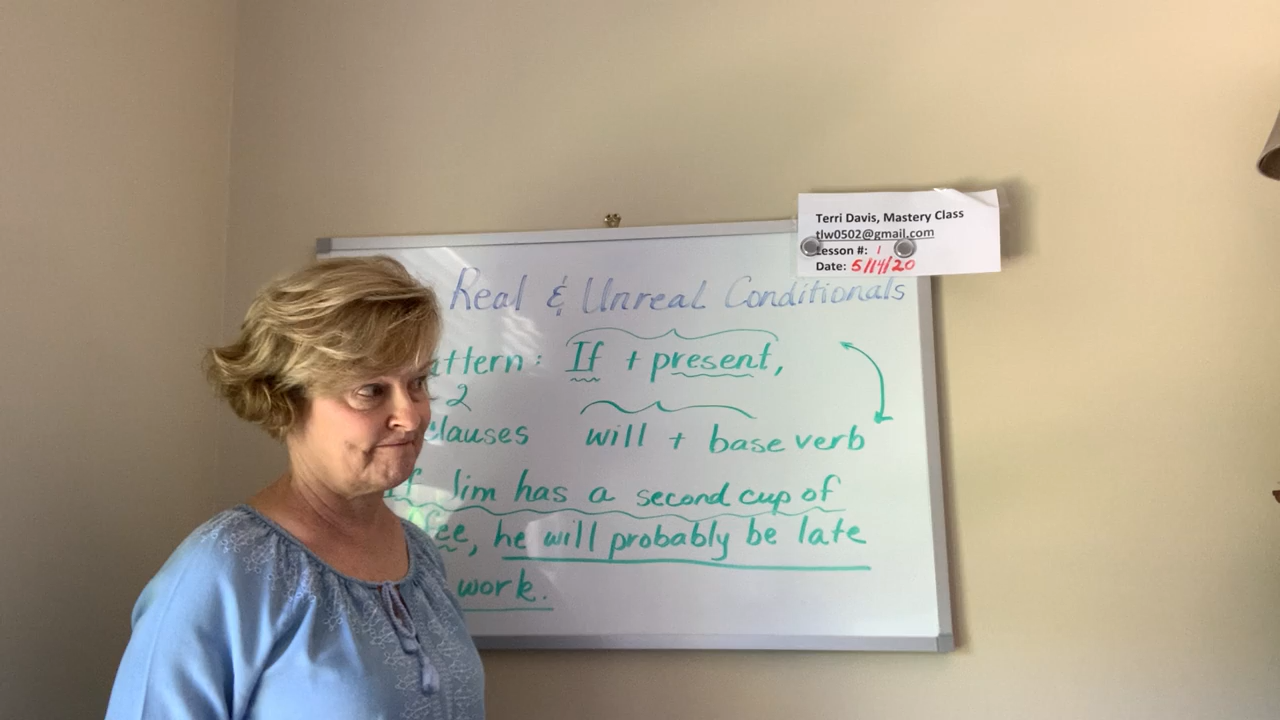 Terri Davis, Mastery Class
tlw0502@gmail.com
Lesson #: 1
Date: 5/14/20
Real & Unreal Conditionals
attern: If + present,
2
clauses will + base verb
If Jim has a second cup of
fee, he will probably be late
work.